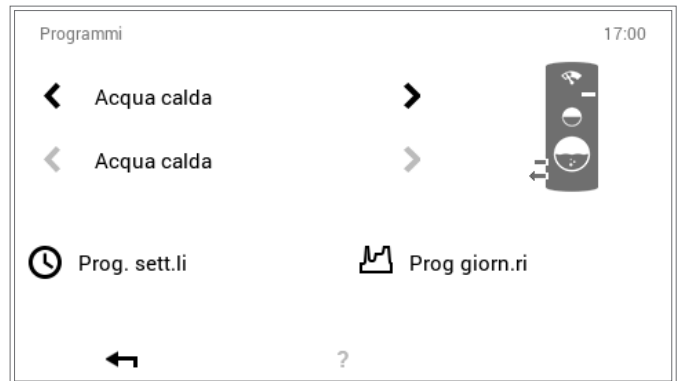 Programmi 17:00
Acqua calda
Acqua calda
Prog. sett.li Prog giorn.ri
?